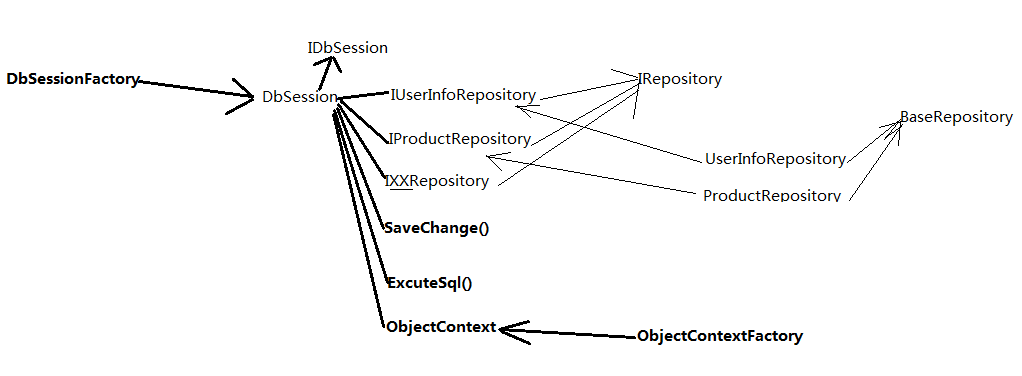 IDbSession
DbSessionFactory
DbSession
IUserInfoRepository
IRepository
BaseRepository
IProductRepository
UserInfoRepository
IXXRepository
ProductRepository
SaveChange()
ExcuteSql()
ObjectContext
ObjectContextFactory